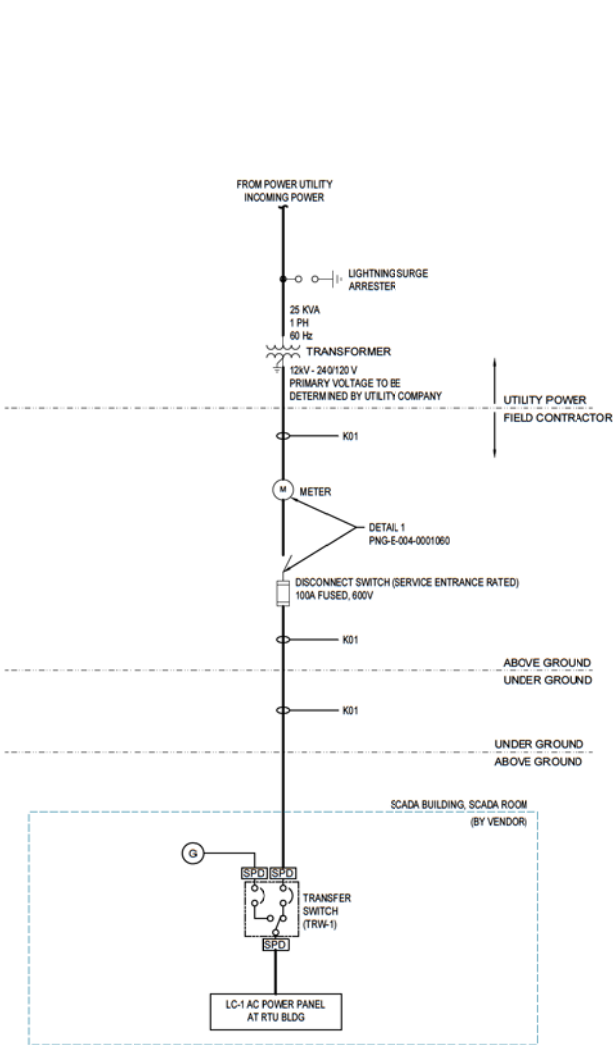 FROM POWER UTILITY
INCOMING POWER
LIGHTNING SURGE
ARRESTER
25 KVA
1 PH
60 Hz
TRANSFORMER
12kV - 240/120 V
PRIMARY VOLTAGE TO BE
DETERMINED BY UTILITY COMPANY
UTILITY POWER
FIELD CONTRACTOR
K01
M
METER
DETAIL 1
PNG-E-004-0001060
DISCONNECT SWITCH (SERVICE ENTRANCE RATED)
100A FUSED, 600V
K01
ABOVE GROUND
UNDER GROUND
K01
UNDER GROUND
ABOVE GROUND
SCADA BUILDING, SCADA ROOM
(BY VENDOR)
G
SPD SPD
TRANSFER
SWITCH
(TRW-1)
SPD
LC-1 AC POWER PANEL
AT RTU BLDG